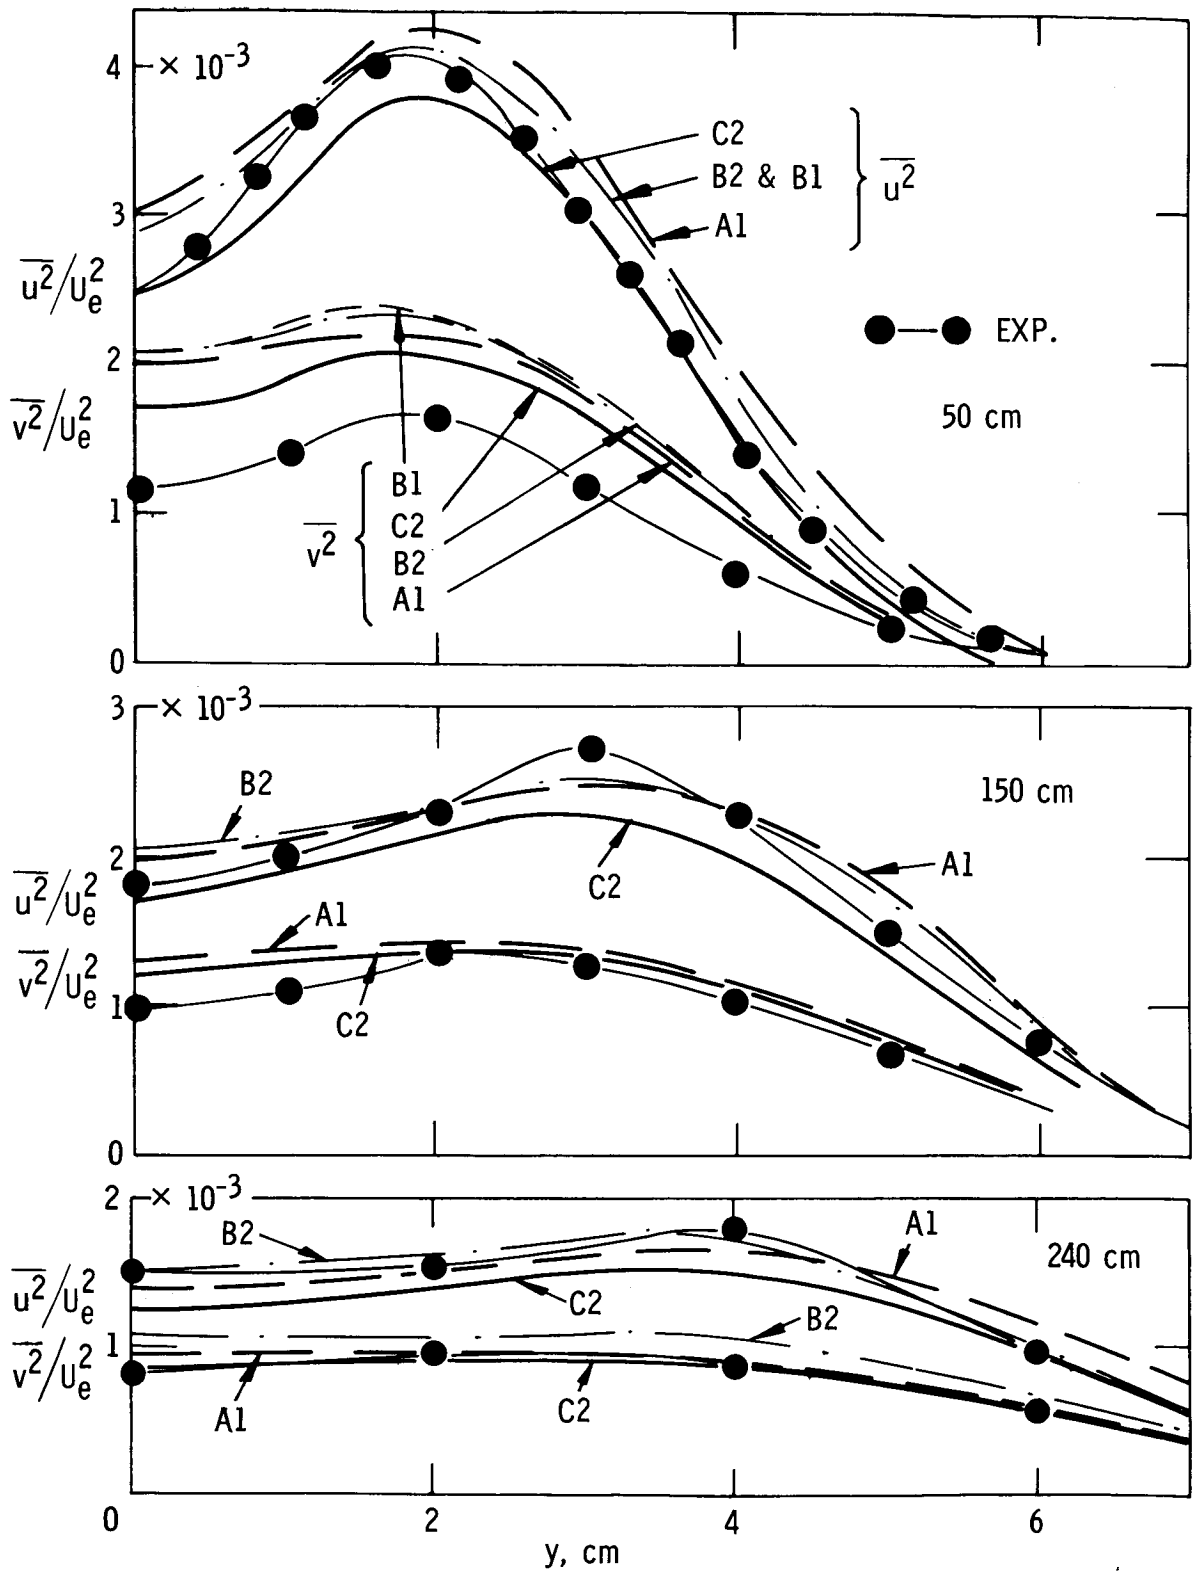 4 × 10⁻³
C2
B2 & B1
u²
A1
3
u²/Uₑ²
EXP.
2
v²/Uₑ²
50 cm
B1
C2
v²
B2
A1
1
0
3 × 10⁻³
B2
150 cm
A1
C2
2
u²/Uₑ²
A1
v²/Uₑ²
1
C2
0
2 × 10⁻³
B2
A1
240 cm
u²/Uₑ²
C2
B2
1
v²/Uₑ²
A1
C2
0 2 4 6
y, cm